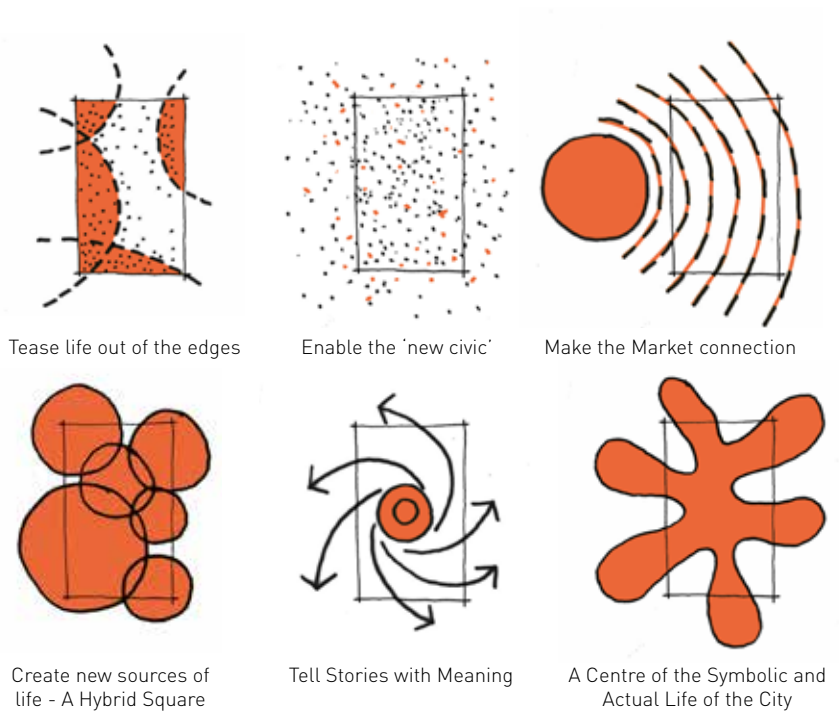 Tease life out of the edges
Enable the ‘new civic’
Make the Market connection
Create new sources of
life - A Hybrid Square
Tell Stories with Meaning
A Centre of the Symbolic and
Actual Life of the City